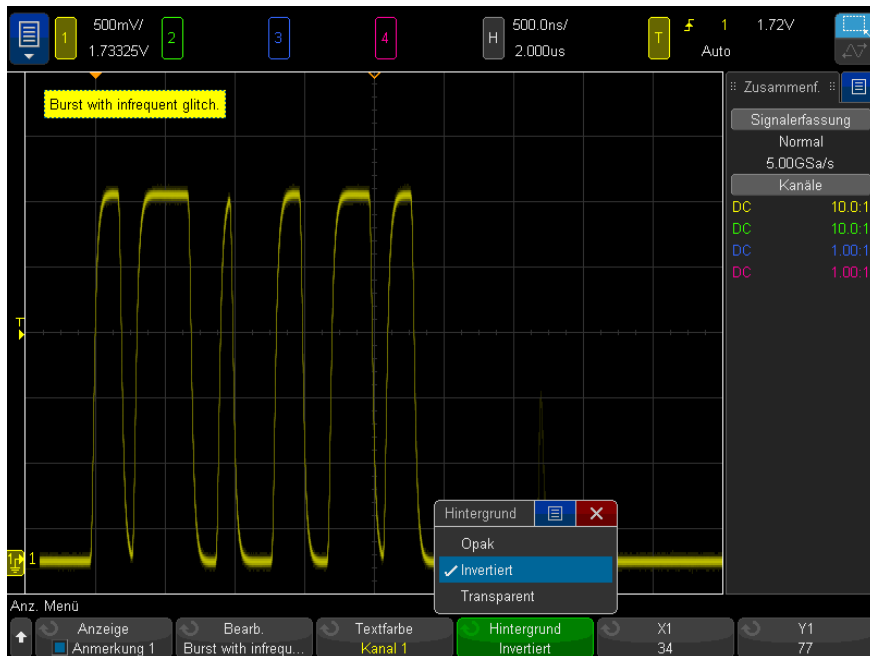 1 500mV/ 1.73325V
2
3
4
H 500.0ns/ 2.000us
T 1 1.72V Auto
Burst with infrequent glitch.
Zusammenf.
Signalerfassung
Normal
5.00GSa/s
Kanäle
DC 10.0:1
DC 10.0:1
DC 1.00:1
DC 1.00:1
T
1
Hintergrund
Opak
Invertiert
Transparent
Anz. Menü
Anzeige
Anmerkung 1
Bearb.
Burst with infrequ...
Textfarbe
Kanal 1
Hintergrund
Invertiert
X1
34
Y1
77